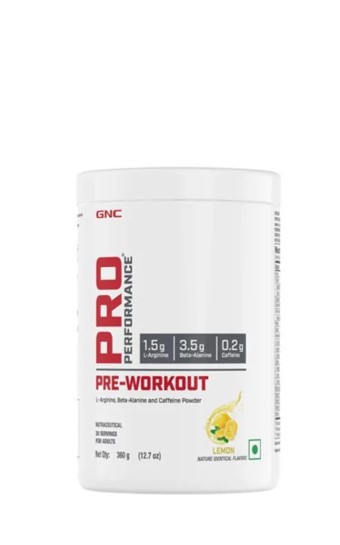 GNC
PRO
PERFORMANCE®
1.5g
L-Arginine
3.5g
Beta-Alanine
0.2g
Caffeine
PRE-WORKOUT
L-Arginine, Beta-Alanine and Caffeine Powder
NUTRACEUTICAL
30 SERVINGS
FOR ADULTS
Net Qty: 360 g (12.7 oz)
LEMON
NATURE IDENTICAL FLAVORS